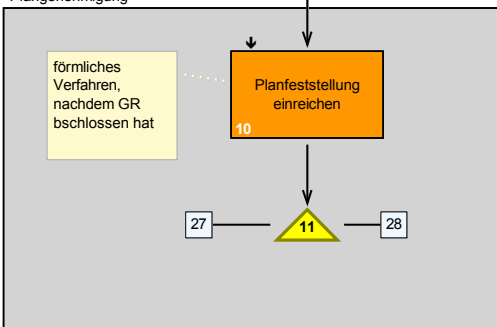 Plangenehmigung
förmliches
Verfahren,
nachdem GR
bschlossen hat
Planfeststellung
einreichen
10
27
11
28